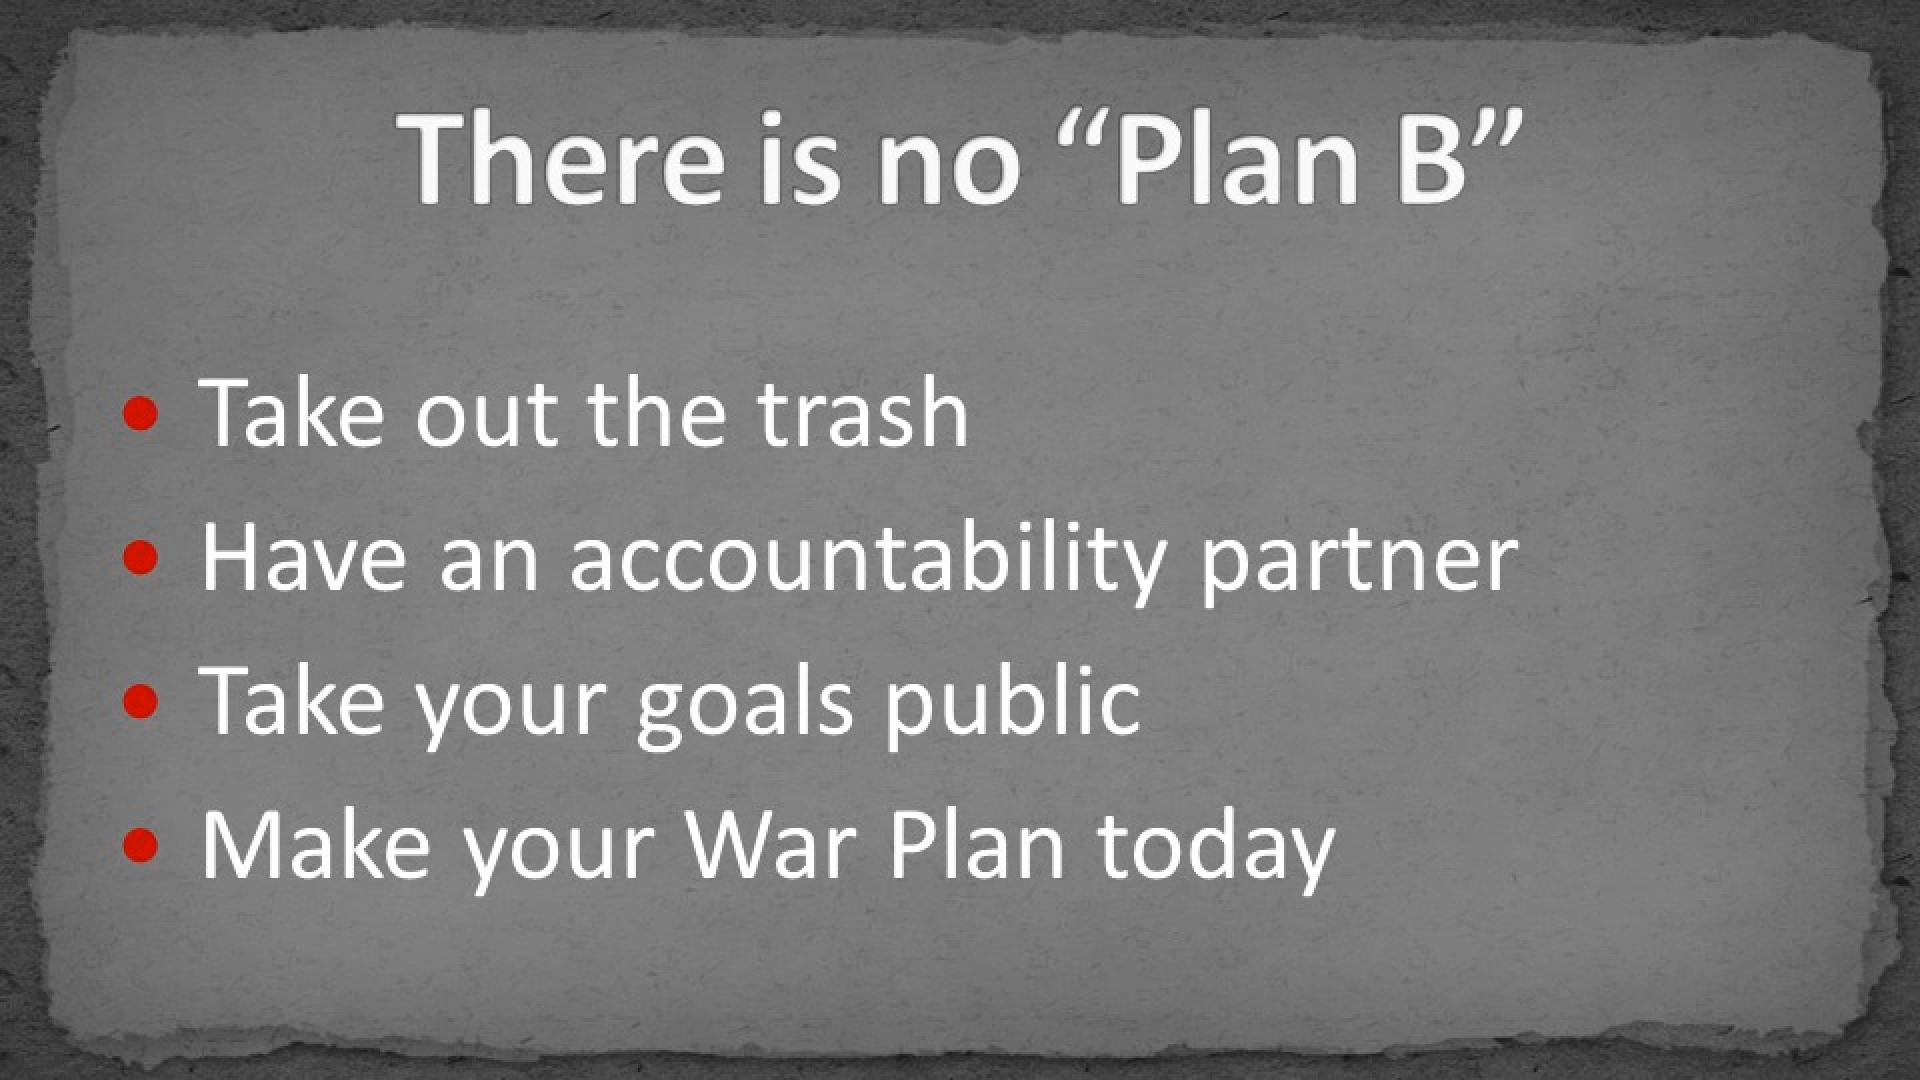 There is no “Plan B”
• Take out the trash
• Have an accountability partner
• Take your goals public
• Make your War Plan today